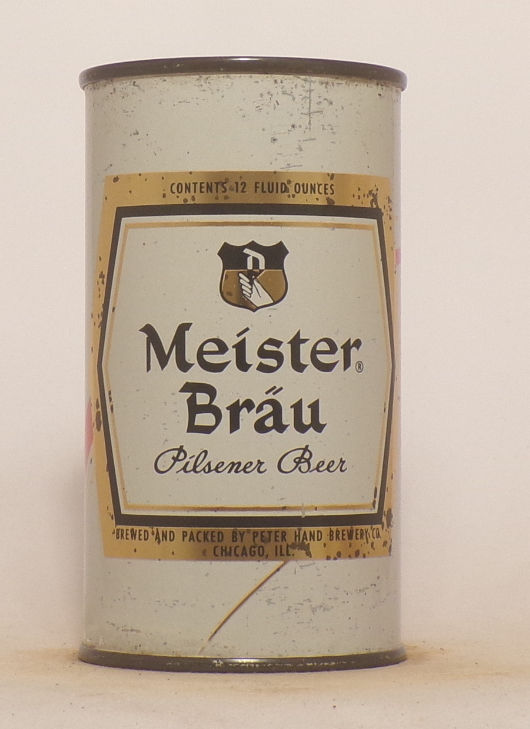 CONTENTS 12 FLUID OUNCES
Meister®
Bräu
Pilsener Beer
BREWED AND PACKED BY PETER HAND BREWERY CO.
CHICAGO, ILL.